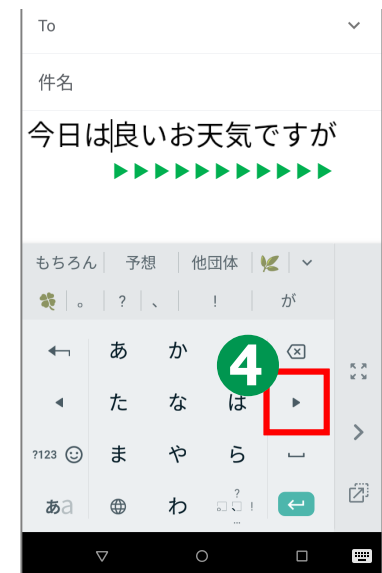 To
件名
今日は良いお天気ですが
もちろん 予想 他団体
。 ? 、 ! が
あ か 4
た な は
?123 ま や ら
あa わ 、 。 ? ! …